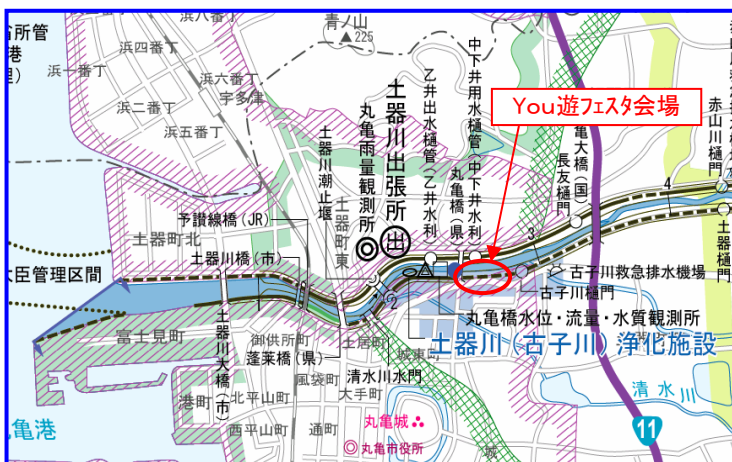 省所管
港
理)
浜八番丁
浜四番丁
浜一番丁
浜六番丁
宇多津
浜二番丁
浜五番丁
青ノ山
▲225
You遊フェスタ会場
中下井用水樋管(中下井水利)
乙井出水樋管(乙井水利)
丸亀橋(県)
亀大橋(国)
長友樋門
赤山川樋門
土器樋門
土器川出張所
出
丸亀雨量観測所
土器川潮止堰
土器町東
予讃線橋(JR)
土器町北
土器川橋(市)
大臣管理区間
2
3
4
古子川救急排水機場
古子川樋門
丸亀橋水位・流量・水質観測所
土器川(古子川)浄化施設
富士見町
土器川大橋(市)
御供所町
蓬莱橋(県)
土居町
城東町
風袋町
清水川水門
大手町
港町
北平山町
西平山町
通町
丸亀城
丸亀市役所
城
清水川
11
亀港